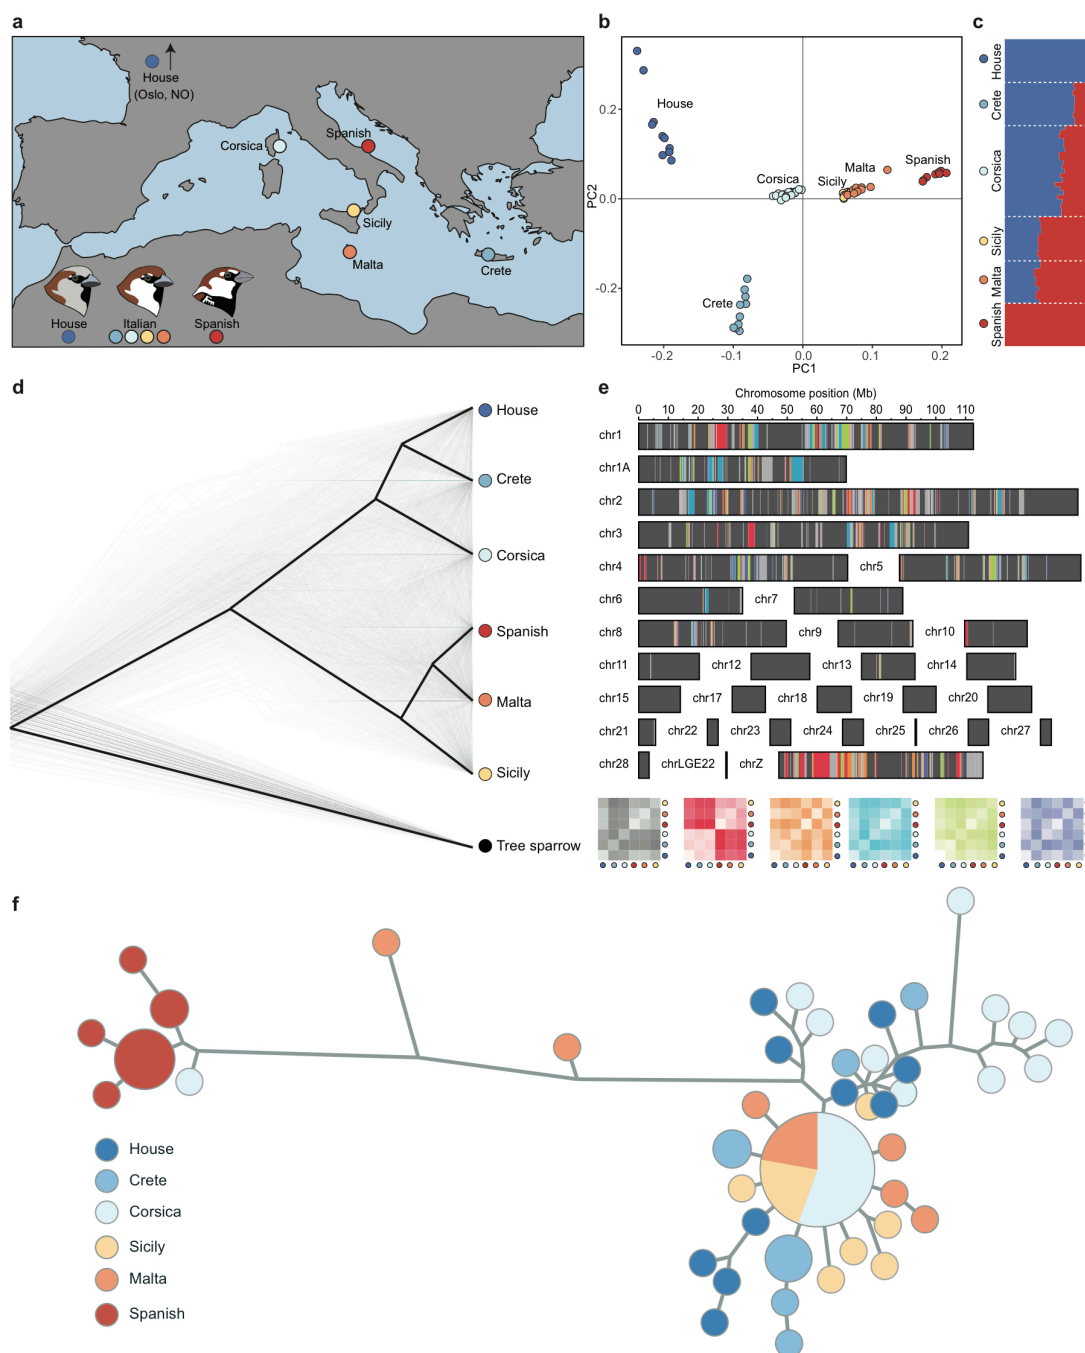 a
House
(Oslo, NO)
Corsica
Spanish
Sicily
Malta
Crete
House
Italian
Spanish
b
House
Corsica
Sicily
Malta
Spanish
Crete
0.2
0.0
-0.2
PC2
-0.2
-0.1
0.0
0.1
0.2
PC1
c
House
Crete
Corsica
Sicily
Malta
Spanish
d
House
Crete
Corsica
Spanish
Malta
Sicily
Tree sparrow
e
Chromosome position (Mb)
0 10 20 30 40 50 60 70 80 90 100 110
chr1
chr1A
chr2
chr3
chr4 chr5
chr6 chr7
chr8 chr9 chr10
chr11 chr12 chr13 chr14
chr15 chr17 chr18 chr19 chr20
chr21 chr22 chr23 chr24 chr25 chr26 chr27
chr28 chrLGE22 chrZ
f
House
Crete
Corsica
Sicily
Malta
Spanish